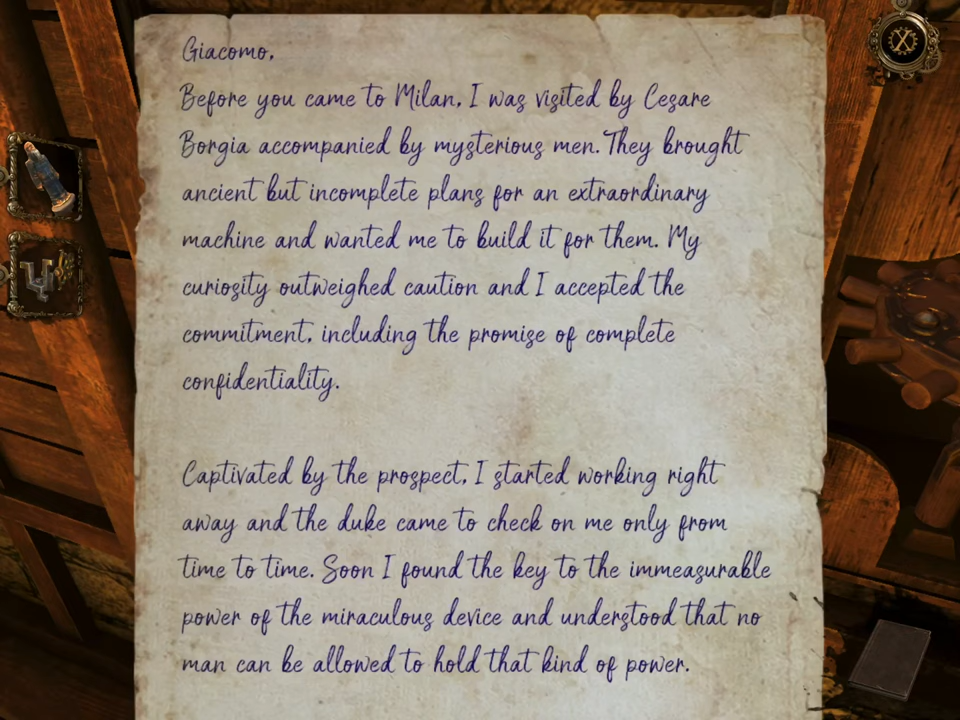 Giacomo,
Before you came to Milan, I was visited by Cesare
Borgia accompanied by mysterious men. They brought
ancient but incomplete plans for an extraordinary
machine and wanted me to build it for them. My
curiosity outweighed caution and I accepted the
commitment, including the promise of complete
confidentiality.
Captivated by the prospect, I started working right
away and the duke came to check on me only from
time to time. Soon I found the key to the immeasurable
power of the miraculous device and understood that no
man can be allowed to hold that kind of power.